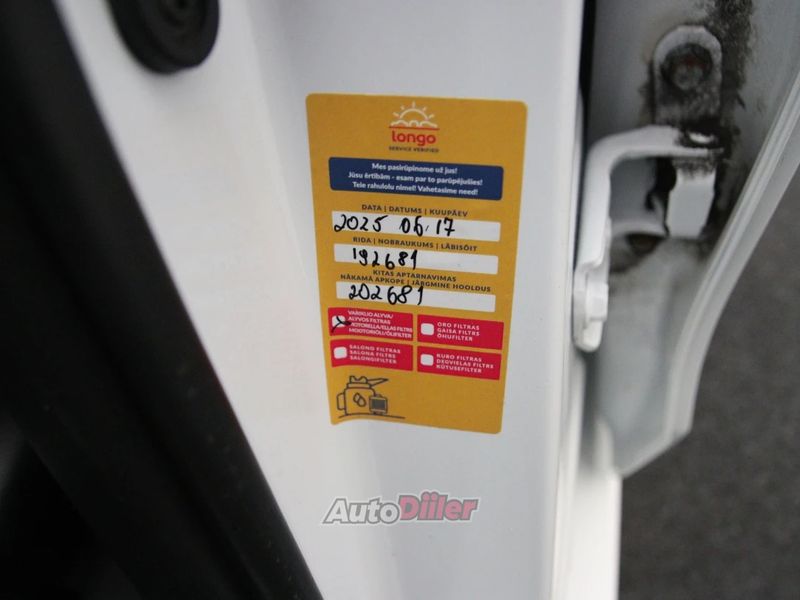 longo
SERVICE VERIFIED
Mes pasirūpinome už jus!
Jūsu ērtībām - esam par to parūpējušies!
Teie rahulolu nimel! Vahetasime need!
DATA | DATUMS | KUUPÄEV
2025 06.17
RIDA | NOBRAUKUMS | LÄBISÕIT
192681
KITAS APTARNAVIMAS
NĀKAMĀ APKOPE | JÄRGMINE HOOLDUS
202681
VARIKLIO ALYVA/
ALYVOS FILTRAS
MOTOREĻĻA/EĻĻAS FILTRS
MOOTORIÕLI/ÕLIFILTER
ORO FILTRAS
GAISA FILTRS
ÕHUFILTER
SALONO FILTRAS
SALONA FILTRS
SALONGIFILTER
KURO FILTRAS
DEGVIELAS FILTRS
KÜTUSEFILTER
AutoDiiler